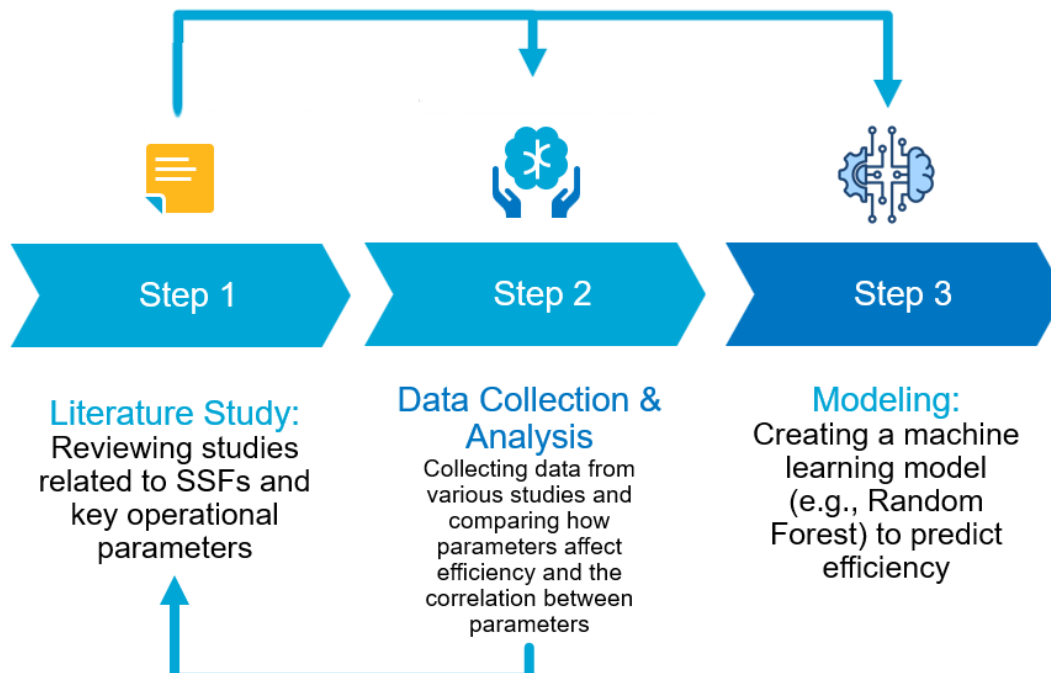 Step 1
Step 2
Step 3
Literature Study:
Reviewing studies
related to SSFs and
key operational
parameters
Data Collection &
Analysis
Collecting data from
various studies and
comparing how
parameters affect
efficiency and the
correlation between
parameters
Modeling:
Creating a machine
learning model
(e.g., Random
Forest) to predict
efficiency